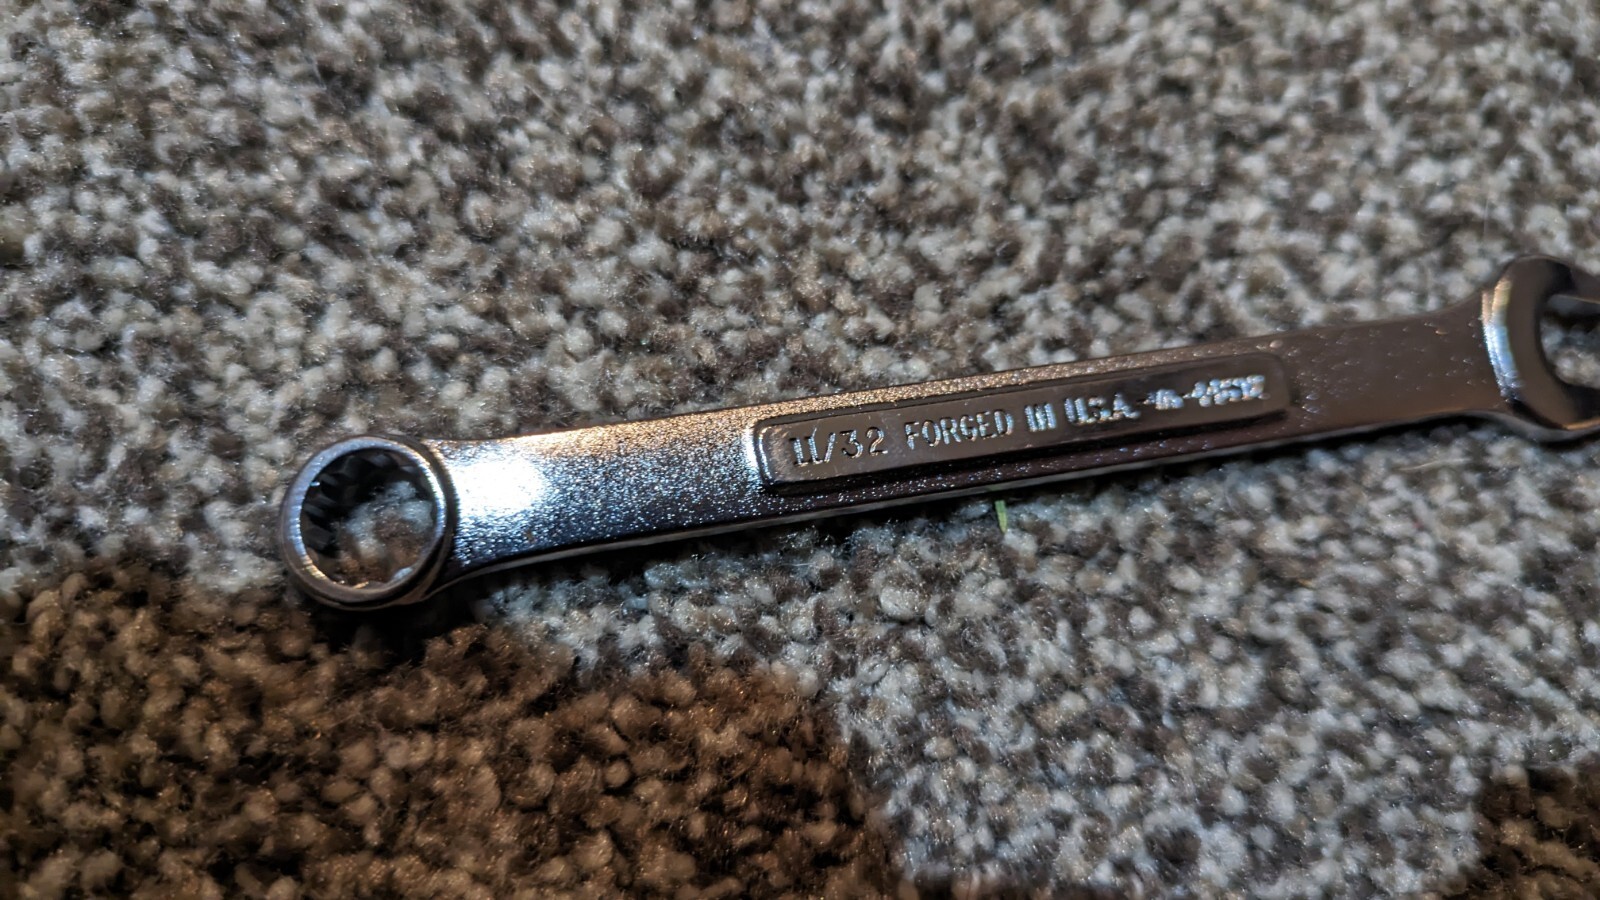 11/32 FORGED IN U.S.A.